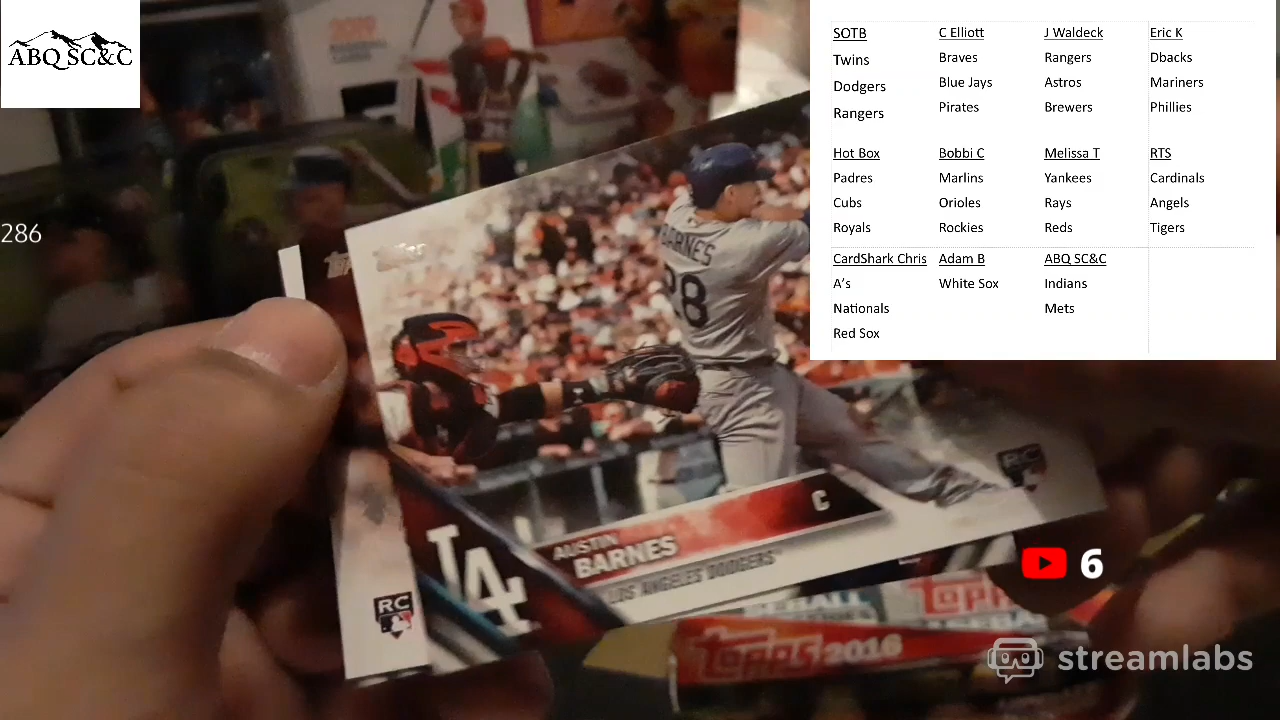 ABQ SC&C
SOTB
Twins
Dodgers
Rangers
C Elliott
Braves
Blue Jays
Pirates
J Waldeck
Rangers
Astros
Brewers
Eric K
Dbacks
Mariners
Phillies
Hot Box
Padres
Cubs
Royals
Bobbi C
Marlins
Orioles
Rockies
Melissa T
Yankees
Rays
Reds
RTS
Cardinals
Angels
Tigers
CardShark Chris
A's
Nationals
Red Sox
Adam B
White Sox
ABQ SC&C
Indians
Mets
286
BARNES
28
RC
C
AUSTIN
BARNES
LOS ANGELES DODGERS
LA
RC
6
TOPPS 2016
streamlabs